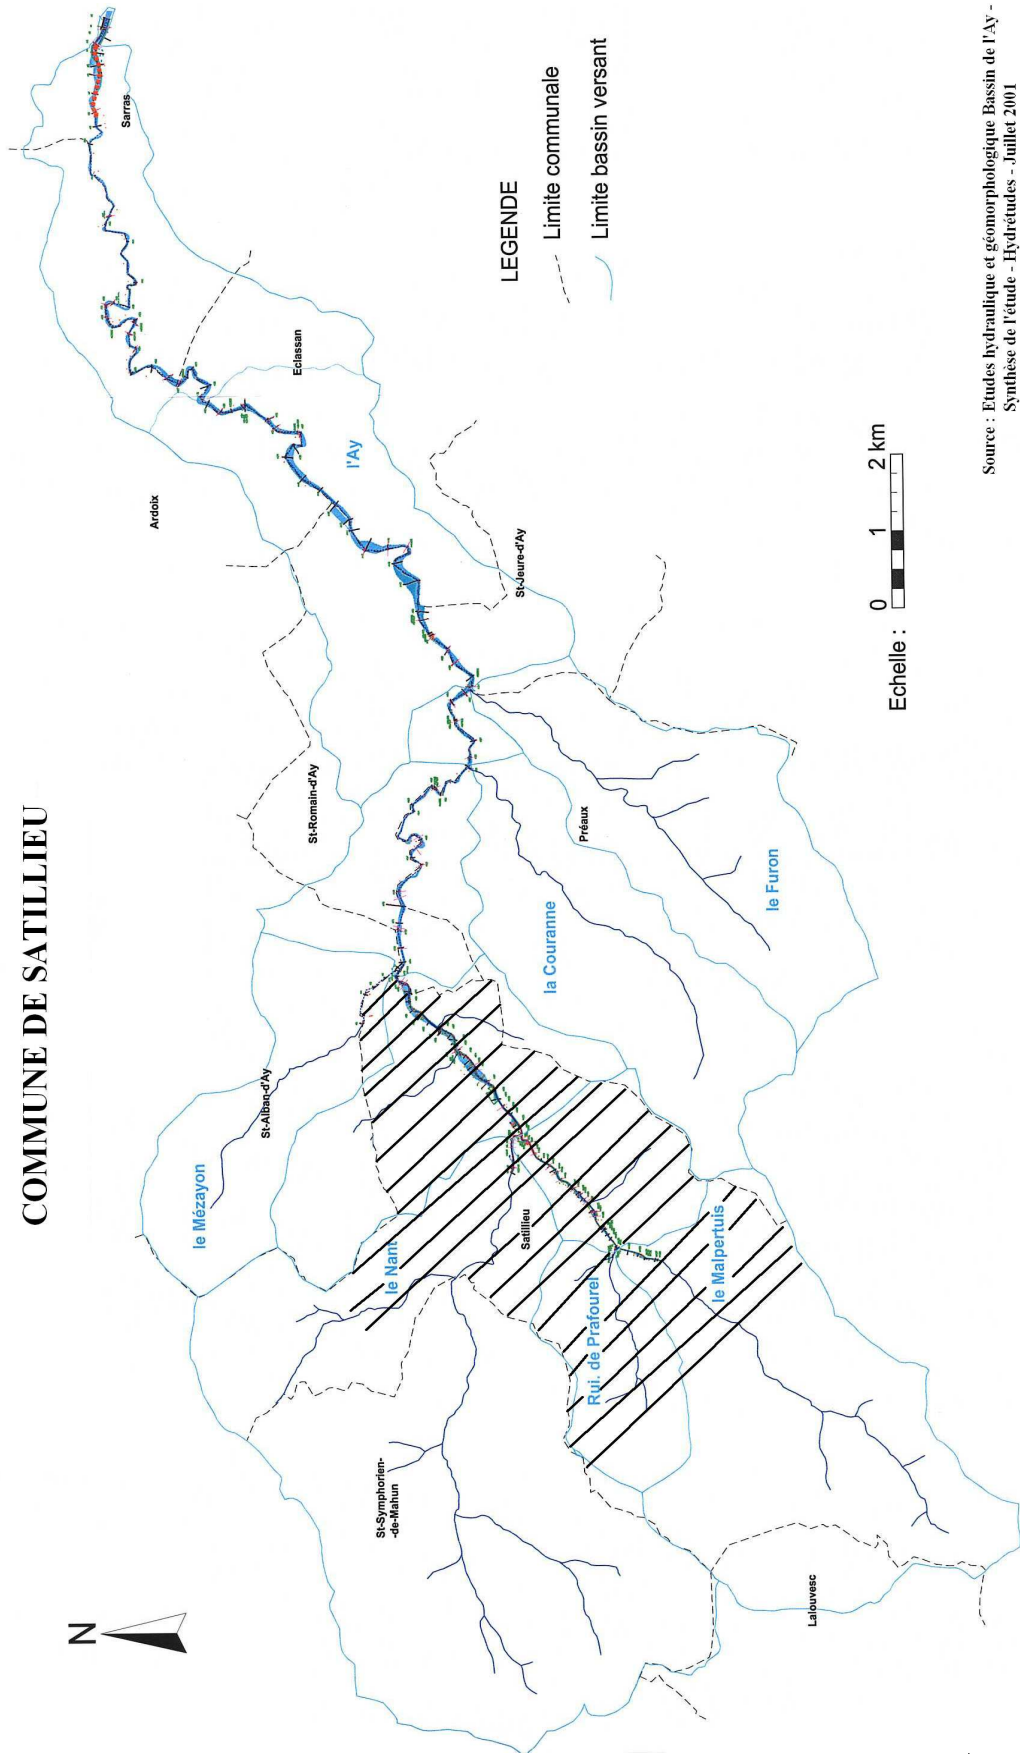 COMMUNE DE SATILLIEU
N
Sarras
Eclassan
Ardoix
l'Ay
St-Jeure-d'Ay
St-Romain-d'Ay
Préaux
le Furon
la Couranne
St-Alban-d'Ay
le Mézayon
le Nant
Satillieu
Rui. de Prafourel
le Malpertuis
St-Symphorien-
-de-Mahun
Lalouvesc
LEGENDE
Limite communale
Limite bassin versant
Echelle :
0 1 2 km
Source : Etudes hydraulique et géomorphologique Bassin de l'Ay -
Synthèse de l'étude - Hydrétudes - Juillet 2001